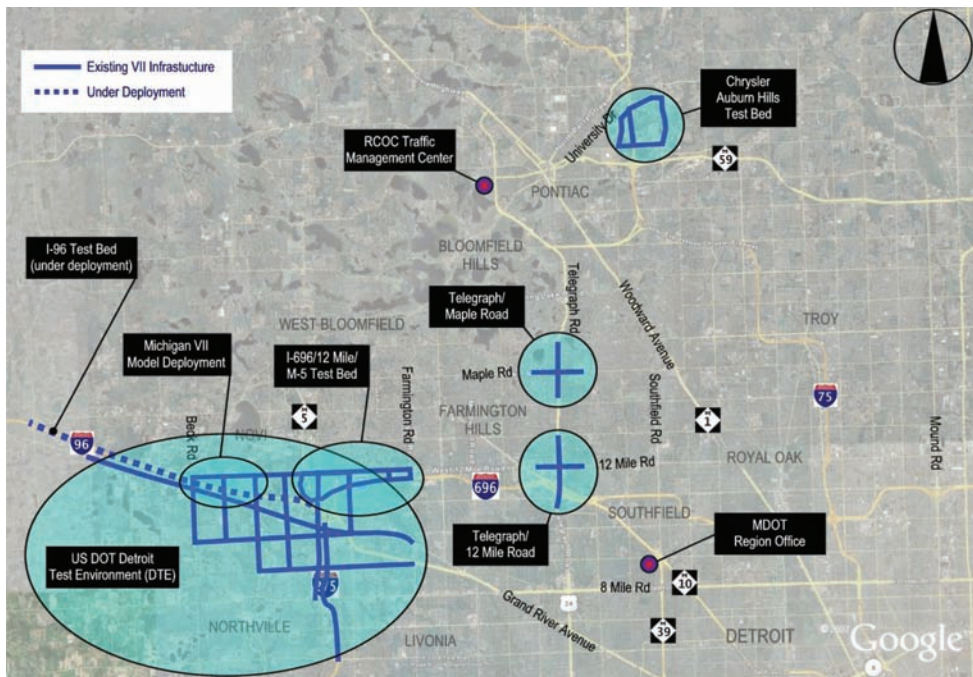 Existing VII Infrastucture
Under Deployment
Chrysler
Auburn Hills
Test Bed
University Dr
RCOC Traffic
Management Center
59
PONTIAC
I-96 Test Bed
(under deployment)
BLOOMFIELD
HILLS
Telegraph Rd
Telegraph/
Maple Road
Woodward Avenue
TROY
WEST BLOOMFIELD
Michigan VII
Model Deployment
I-696/12 Mile/
M-5 Test Bed
Maple Rd
Farmington Rd
Southfield Rd
75
5
FARMINGTON
HILLS
1
Mound Rd
Beck Rd
NOVI
96
12 Mile Rd
ROYAL OAK
696
SOUTHFIELD
MDOT
Region Office
Telegraph/
12 Mile Road
US DOT Detroit
Test Environment (DTE)
275
8 Mile Rd
10
24
Grand River Avenue
NORTHVILLE
LIVONIA
39
DETROIT
Google